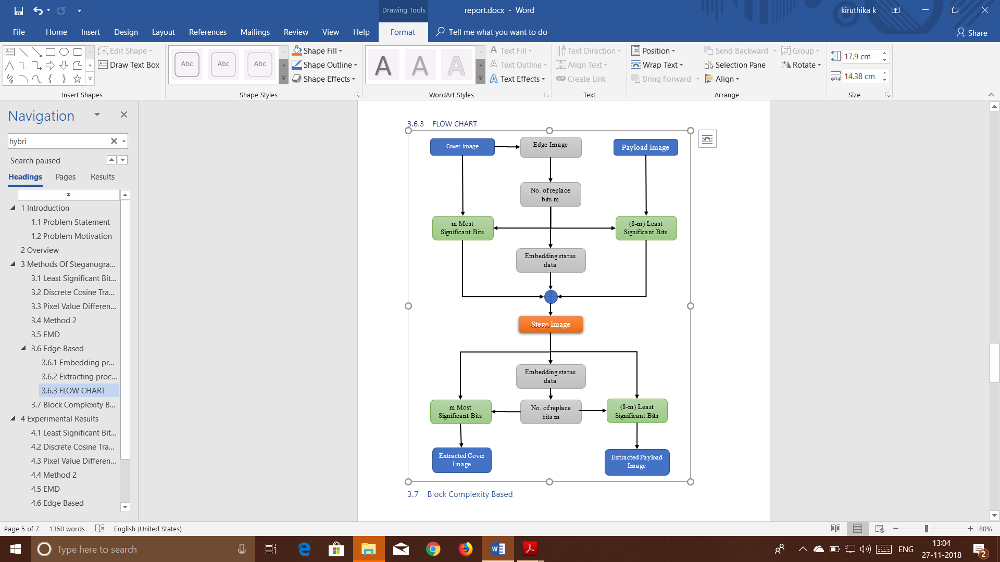 Drawing Tools
report.docx - Word
kiruthika k
File Home Insert Design Layout References Mailings Review View Help Format Tell me what you want to do Share
Edit Shape
Draw Text Box
Insert Shapes
Abc Abc Abc
Shape Fill
Shape Outline
Shape Effects
Shape Styles
A A A
A Text Fill
A Text Outline
A Text Effects
WordArt Styles
Text Direction
Align Text
Create Link
Text
Position
Wrap Text
Bring Forward
Send Backward
Selection Pane
Align
Group
Rotate
Arrange
17.9 cm
14.38 cm
Size
Navigation
hybri
Search paused
Headings Pages Results
1 Introduction
1.1 Problem Statement
1.2 Problem Motivation
2 Overview
3 Methods Of Steganogra...
3.1 Least Significant Bit...
3.2 Discrete Cosine Tra...
3.3 Pixel Value Differen...
3.4 Method 2
3.5 EMD
3.6 Edge Based
3.6.1 Embedding pr...
3.6.2 Extracting proc...
3.6.3 FLOW CHART
3.7 Block Complexity B...
4 Experimental Results
4.1 Least Significant Bit...
4.2 Discrete Cosine Tra...
4.3 Pixel Value Differen...
4.4 Method 2
4.5 EMD
4.6 Edge Based
3.6.3 FLOW CHART
Cover Image
Edge Image
Payload Image
No. of replace
bits m
m Most
Significant Bits
(8-m) Least
Significant Bits
Embedding status
data
Stego Image
Embedding status
data
m Most
Significant Bits
No. of replace
bits m
(8-m) Least
Significant Bits
Extracted Cover
Image
Extracted Payload
Image
3.7 Block Complexity Based
Page 5 of 7 1350 words English (United States) 80%
Type here to search
ENG
13:04
27-11-2018
2